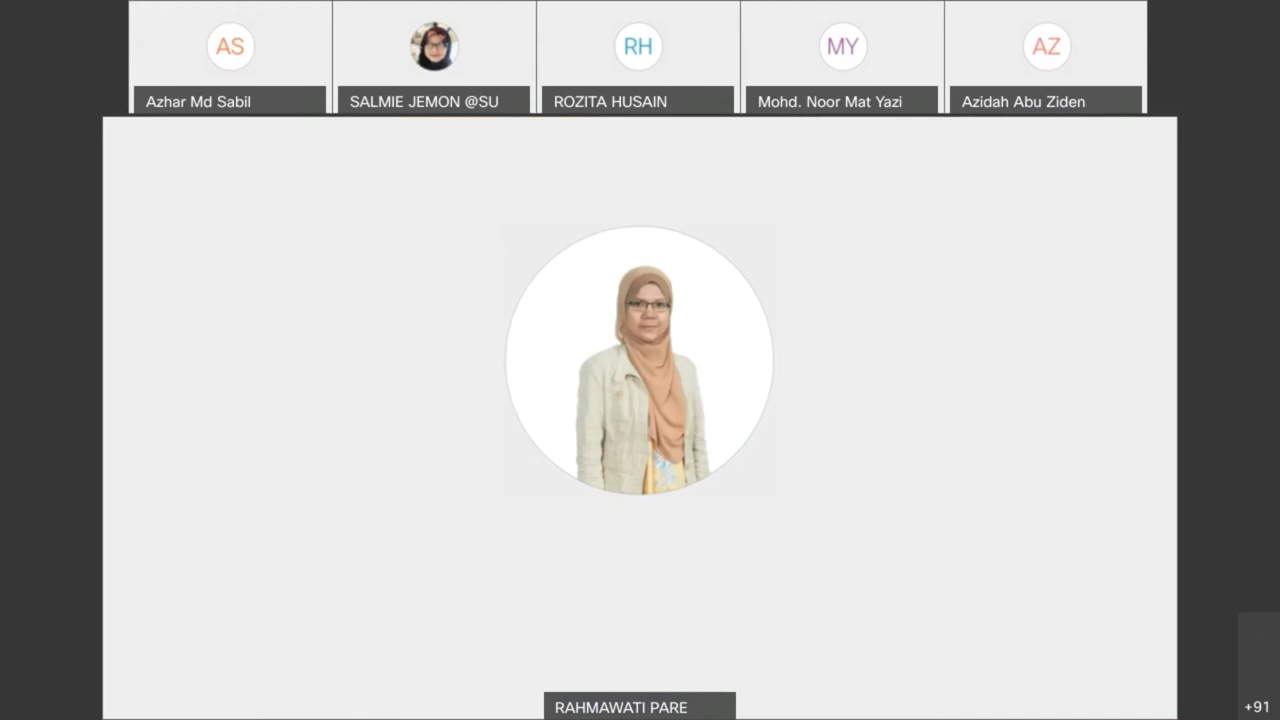 AS
RH
MY
AZ
Azhar Md Sabil
SALMIE JEMON @SU
ROZITA HUSAIN
Mohd. Noor Mat Yazi
Azidah Abu Ziden
RAHMAWATI PARE
+91